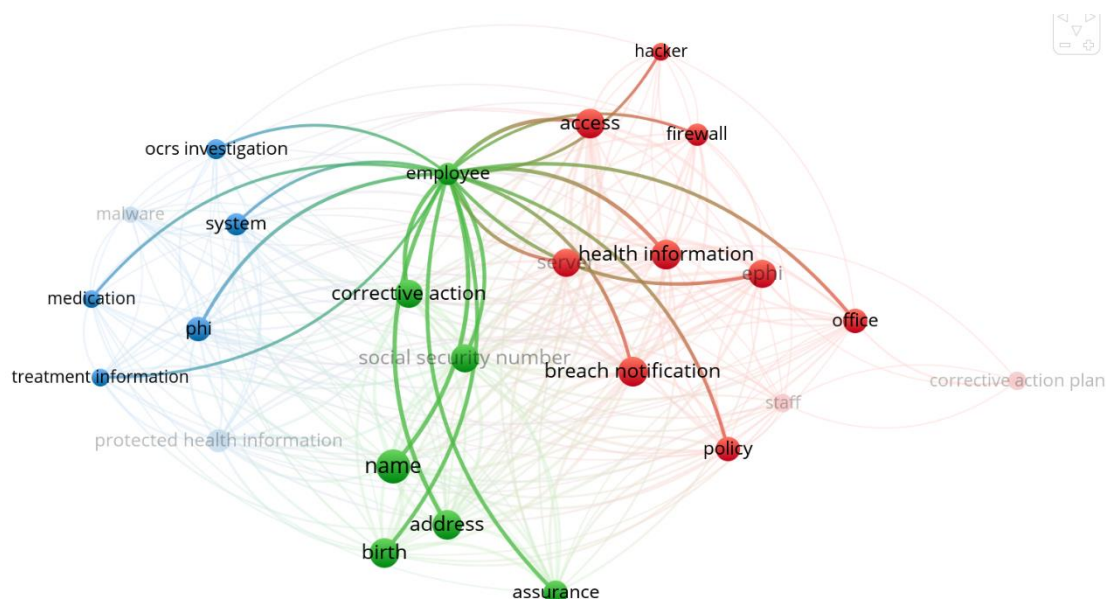 hacker
access
firewall
ocrs investigation
employee
malware
system
health information
server
ephi
corrective action
medication
office
phi
social security number
breach notification
treatment information
corrective action plan
staff
protected health information
policy
name
address
birth
assurance